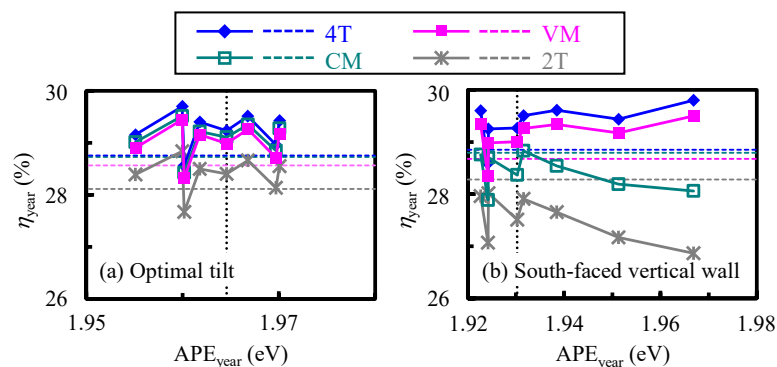 4T VM
CM 2T
30
28
26
η_year (%)
(a) Optimal tilt
1.95 1.97
APE_year (eV)
30
28
26
η_year (%)
(b) South-faced vertical wall
1.92 1.94 1.96 1.98
APE_year (eV)